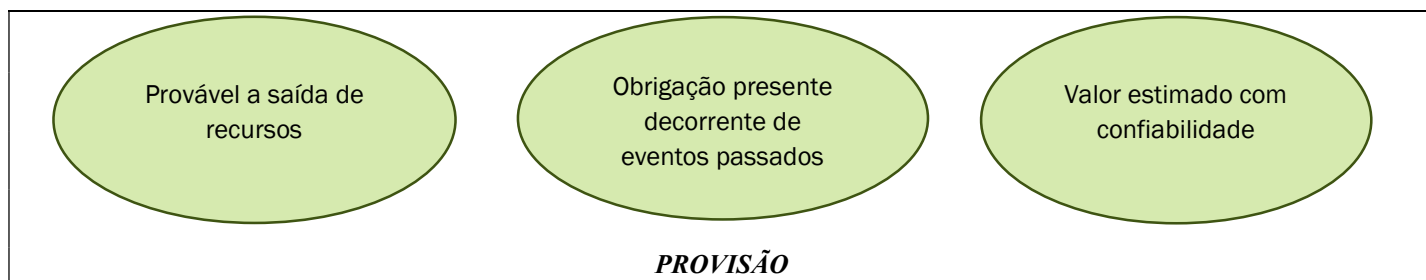 Provável a saída de
recursos
Obrigação presente
decorrente de
eventos passados
Valor estimado com
confiabilidade
PROVISÃO